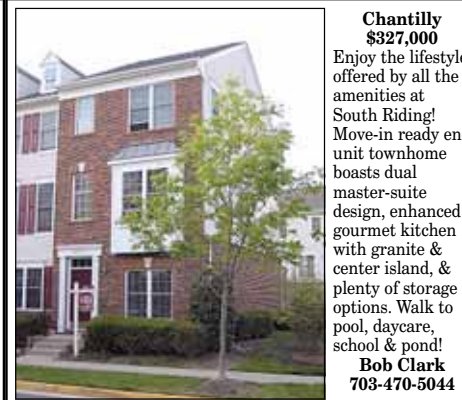 Chantilly
$327,000
Enjoy the lifestyle
offered by all the
amenities at
South Riding!
Move-in ready en
unit townhome
boasts dual
master-suite
design, enhanced
gourmet kitchen
with granite &
center island, &
plenty of storage
options. Walk to
pool, daycare,
school & pond!
Bob Clark
703-470-5044